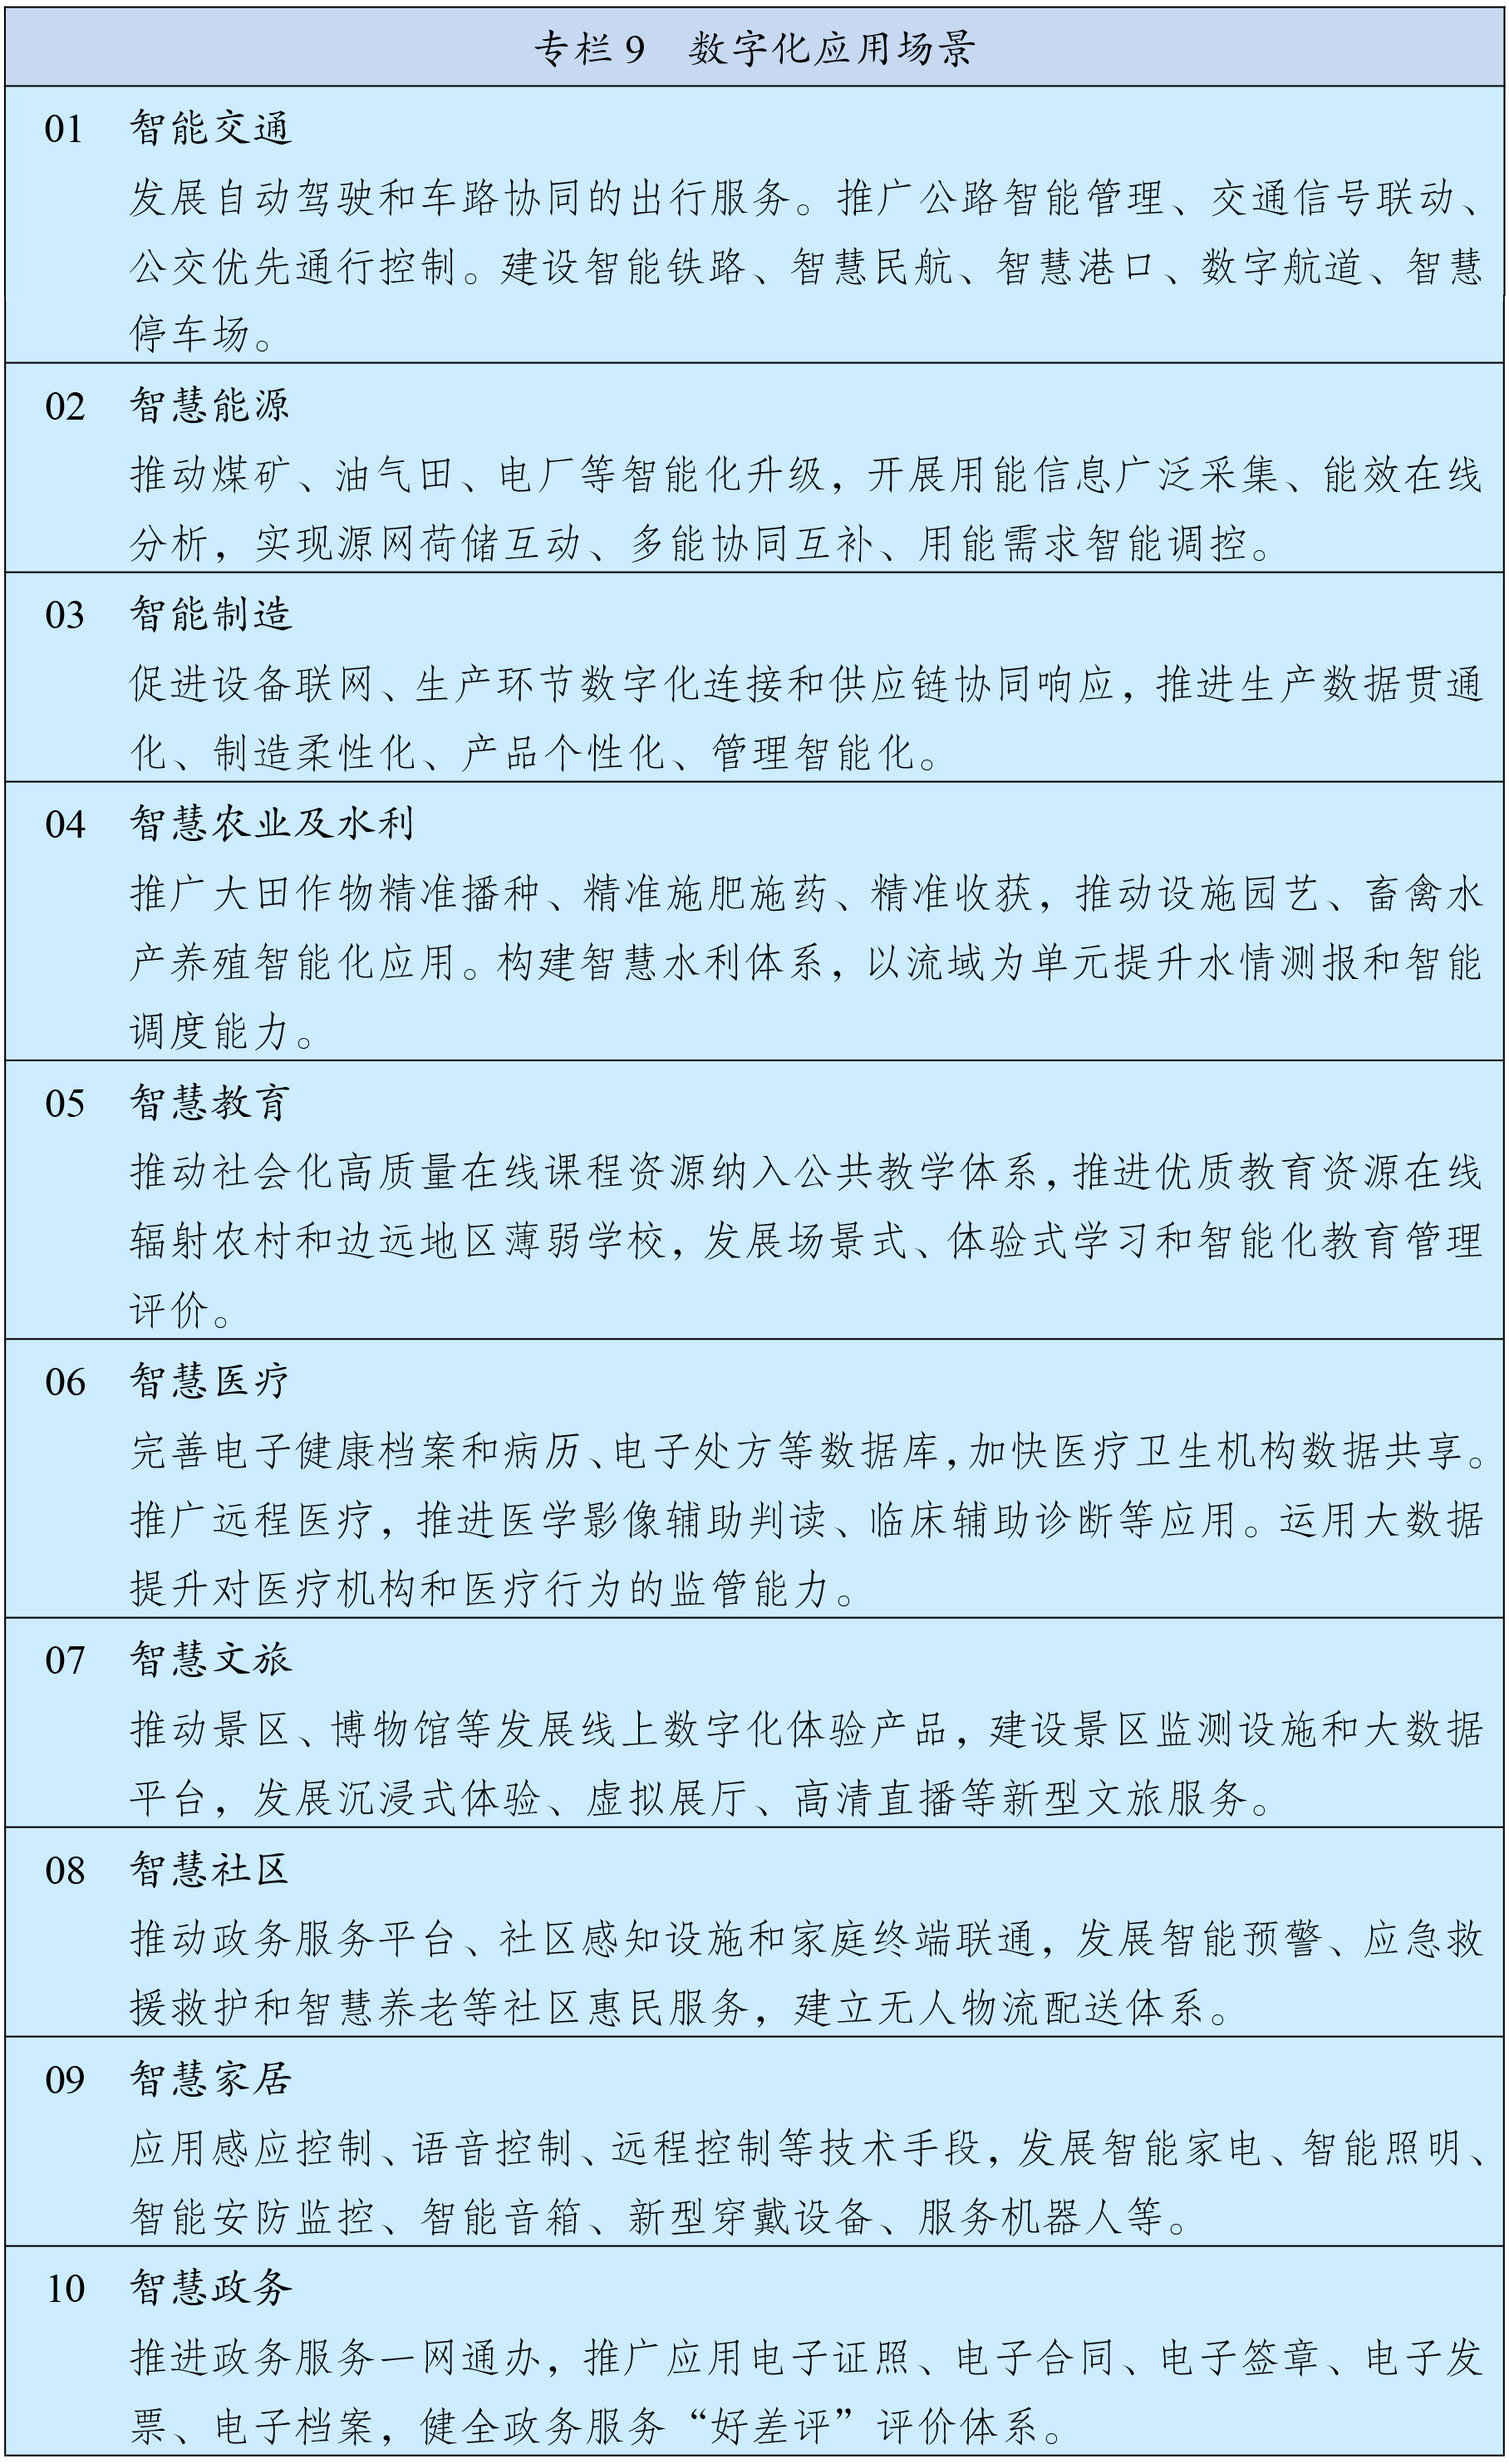 专栏9 数字化应用场景
01 智能交通
发展自动驾驶和车路协同的出行服务。推广公路智能管理、交通信号联动、
公交优先通行控制。建设智能铁路、智慧民航、智慧港口、数字航道、智慧
停车场。
02 智慧能源
推动煤矿、油气田、电厂等智能化升级，开展用能信息广泛采集、能效在线
分析，实现源网荷储互动、多能协同互补、用能需求智能调控。
03 智能制造
促进设备联网、生产环节数字化连接和供应链协同响应，推进生产数据贯通
化、制造柔性化、产品个性化、管理智能化。
04 智慧农业及水利
推广大田作物精准播种、精准施肥施药、精准收获，推动设施园艺、畜禽水
产养殖智能化应用。构建智慧水利体系，以流域为单元提升水情测报和智能
调度能力。
05 智慧教育
推动社会化高质量在线课程资源纳入公共教学体系，推进优质教育资源在线
辐射农村和边远地区薄弱学校，发展场景式、体验式学习和智能化教育管理
评价。
06 智慧医疗
完善电子健康档案和病历、电子处方等数据库，加快医疗卫生机构数据共享。
推广远程医疗，推进医学影像辅助判读、临床辅助诊断等应用。运用大数据
提升对医疗机构和医疗行为的监管能力。
07 智慧文旅
推动景区、博物馆等发展线上数字化体验产品，建设景区监测设施和大数据
平台，发展沉浸式体验、虚拟展厅、高清直播等新型文旅服务。
08 智慧社区
推动政务服务平台、社区感知设施和家庭终端联通，发展智能预警、应急救
援救护和智慧养老等社区惠民服务，建立无人物流配送体系。
09 智慧家居
应用感应控制、语音控制、远程控制等技术手段，发展智能家电、智能照明、
智能安防监控、智能音箱、新型穿戴设备、服务机器人等。
10 智慧政务
推进政务服务一网通办，推广应用电子证照、电子合同、电子签章、电子发
票、电子档案，健全政务服务“好差评”评价体系。